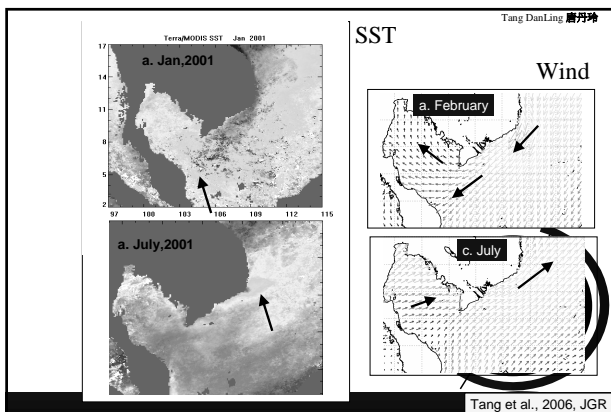 Tang DanLing 唐丹玲
SST
Wind
Terra/MODIS SST Jan 2001
a. Jan,2001
17
14
11
8
5
2
97 100 103 106 109 112 115
a. July,2001
a. February
c. July
Tang et al., 2006, JGR